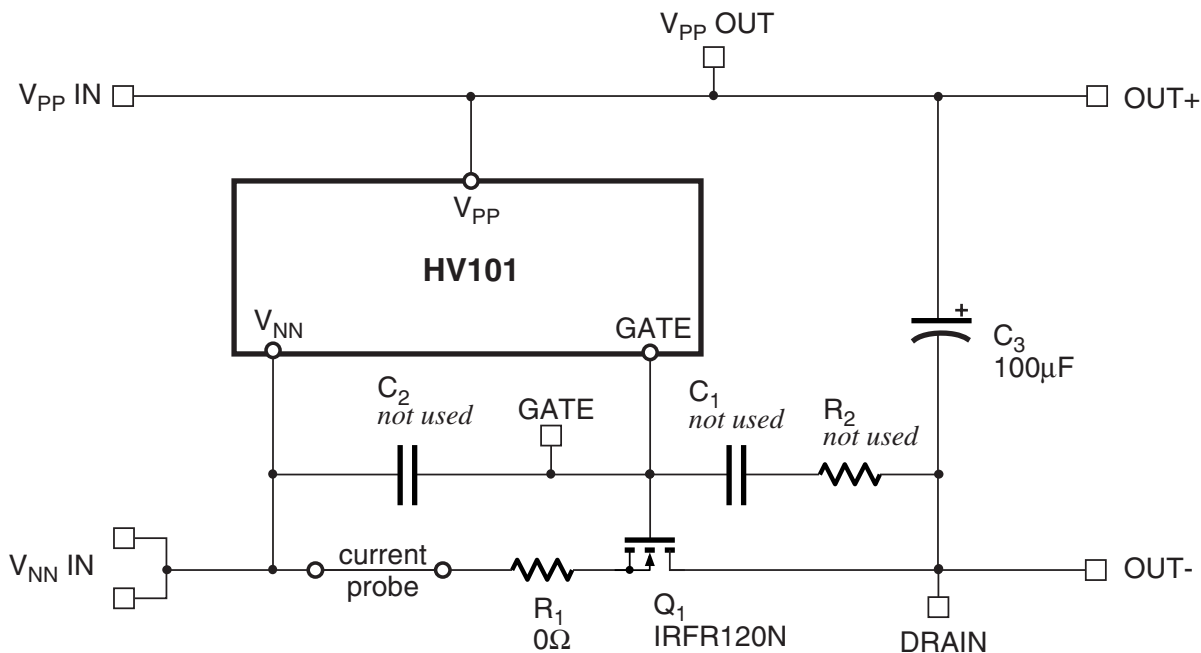 V_PP OUT
V_PP IN
OUT+
V_PP
HV101
V_NN
GATE
+
C_3
100µF
C_2
not used
GATE
C_1
not used
R_2
not used
V_NN IN
current
probe
OUT-
R_1
0Ω
Q_1
IRFR120N
DRAIN